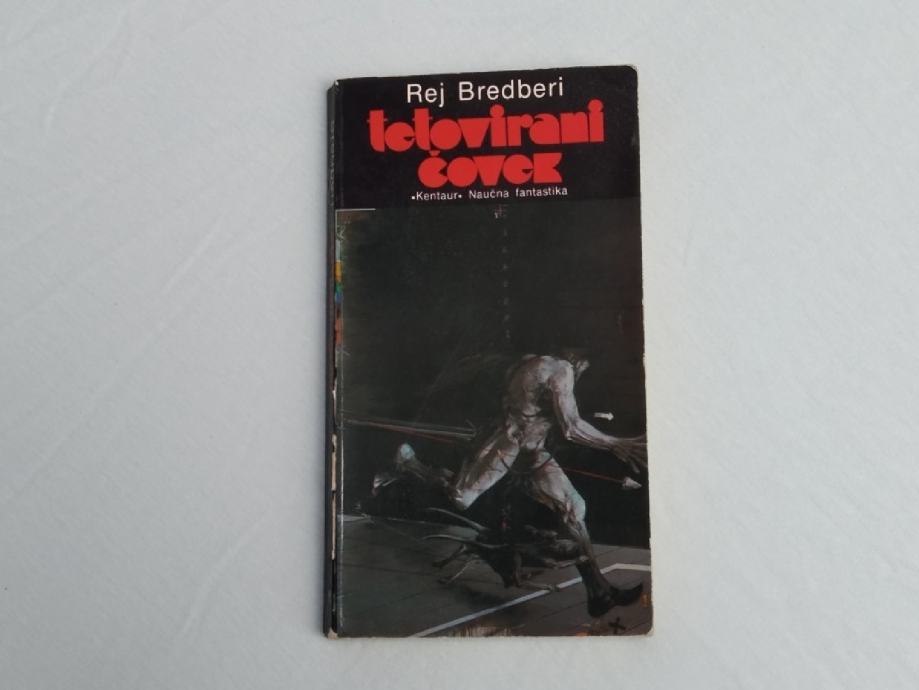 Rej Bredberi
tetovirani
čovek
•Kentaur• Naučna fantastika